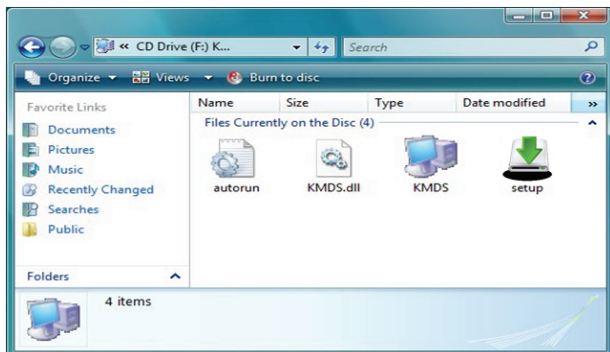 « CD Drive (F:) K...
Search
Organize Views Burn to disc
Favorite Links
Documents
Pictures
Music
Recently Changed
Searches
Public
Folders
Name Size Type Date modified »
Files Currently on the Disc (4)
autorun KMDS.dll KMDS setup
4 items